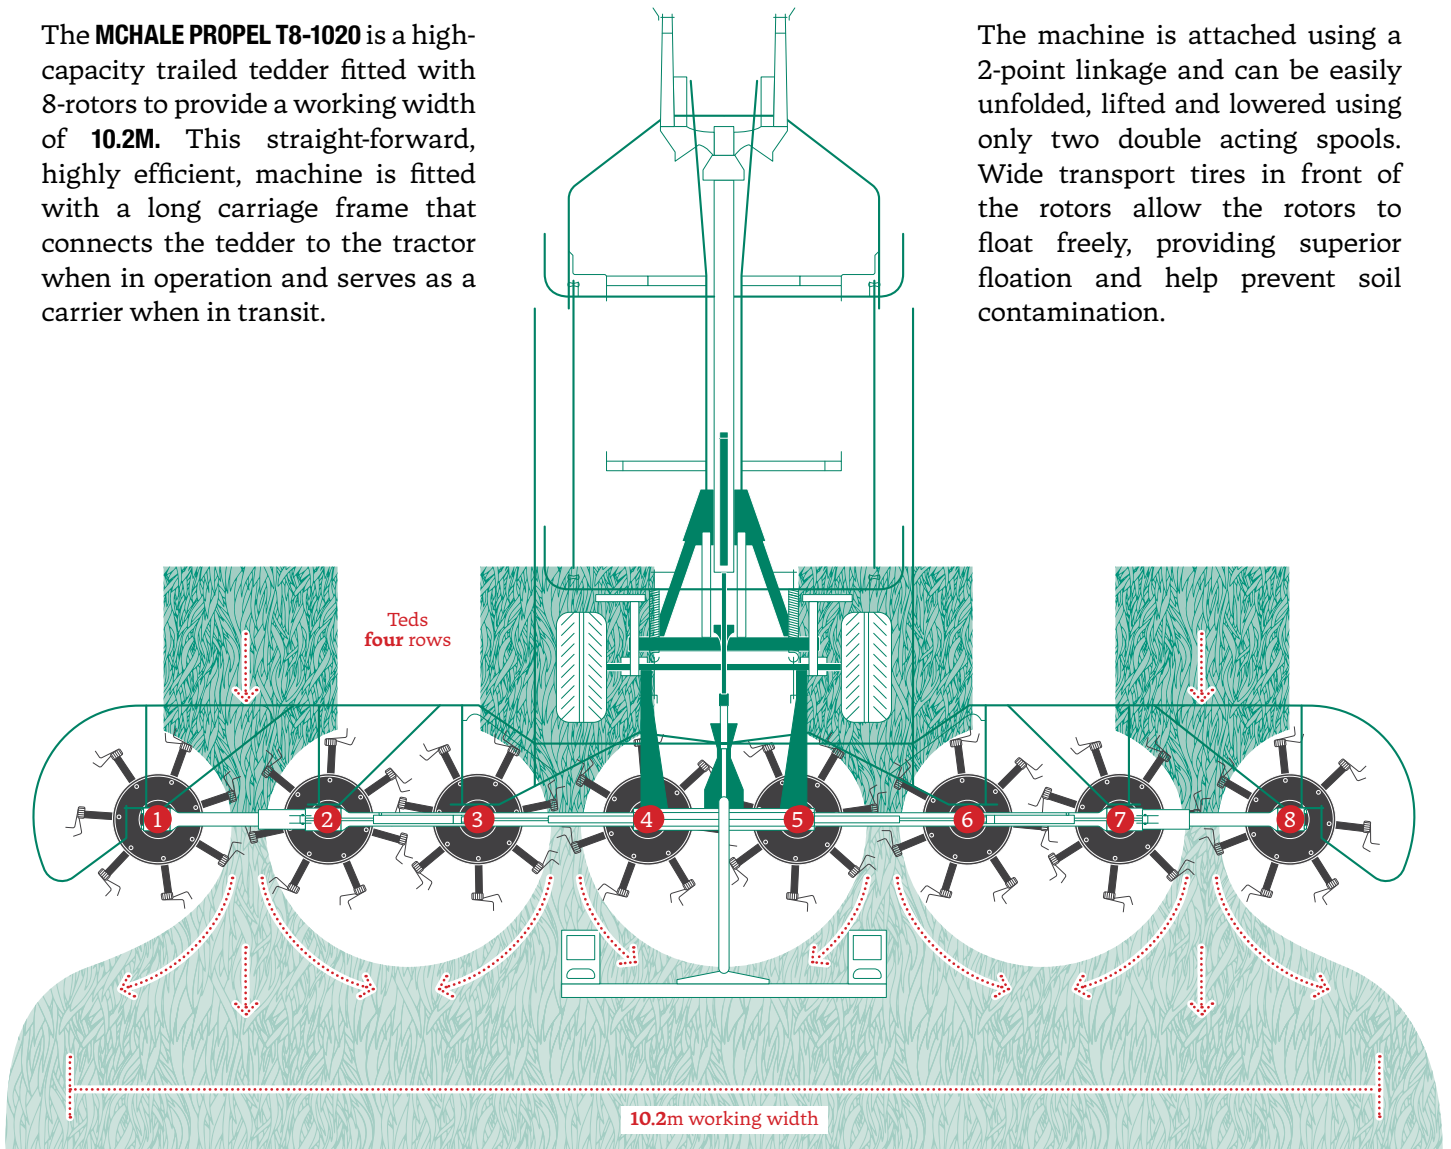 The MCHALE PROPEL T8-1020 is a high-
capacity trailed tedder fitted with
8-rotors to provide a working width
of 10.2M. This straight-forward,
highly efficient, machine is fitted
with a long carriage frame that
connects the tedder to the tractor
when in operation and serves as a
carrier when in transit.
The machine is attached using a
2-point linkage and can be easily
unfolded, lifted and lowered using
only two double acting spools.
Wide transport tires in front of
the rotors allow the rotors to
float freely, providing superior
floation and help prevent soil
contamination.
Teds
four rows
1
2
3
4
5
6
7
8
10.2m working width